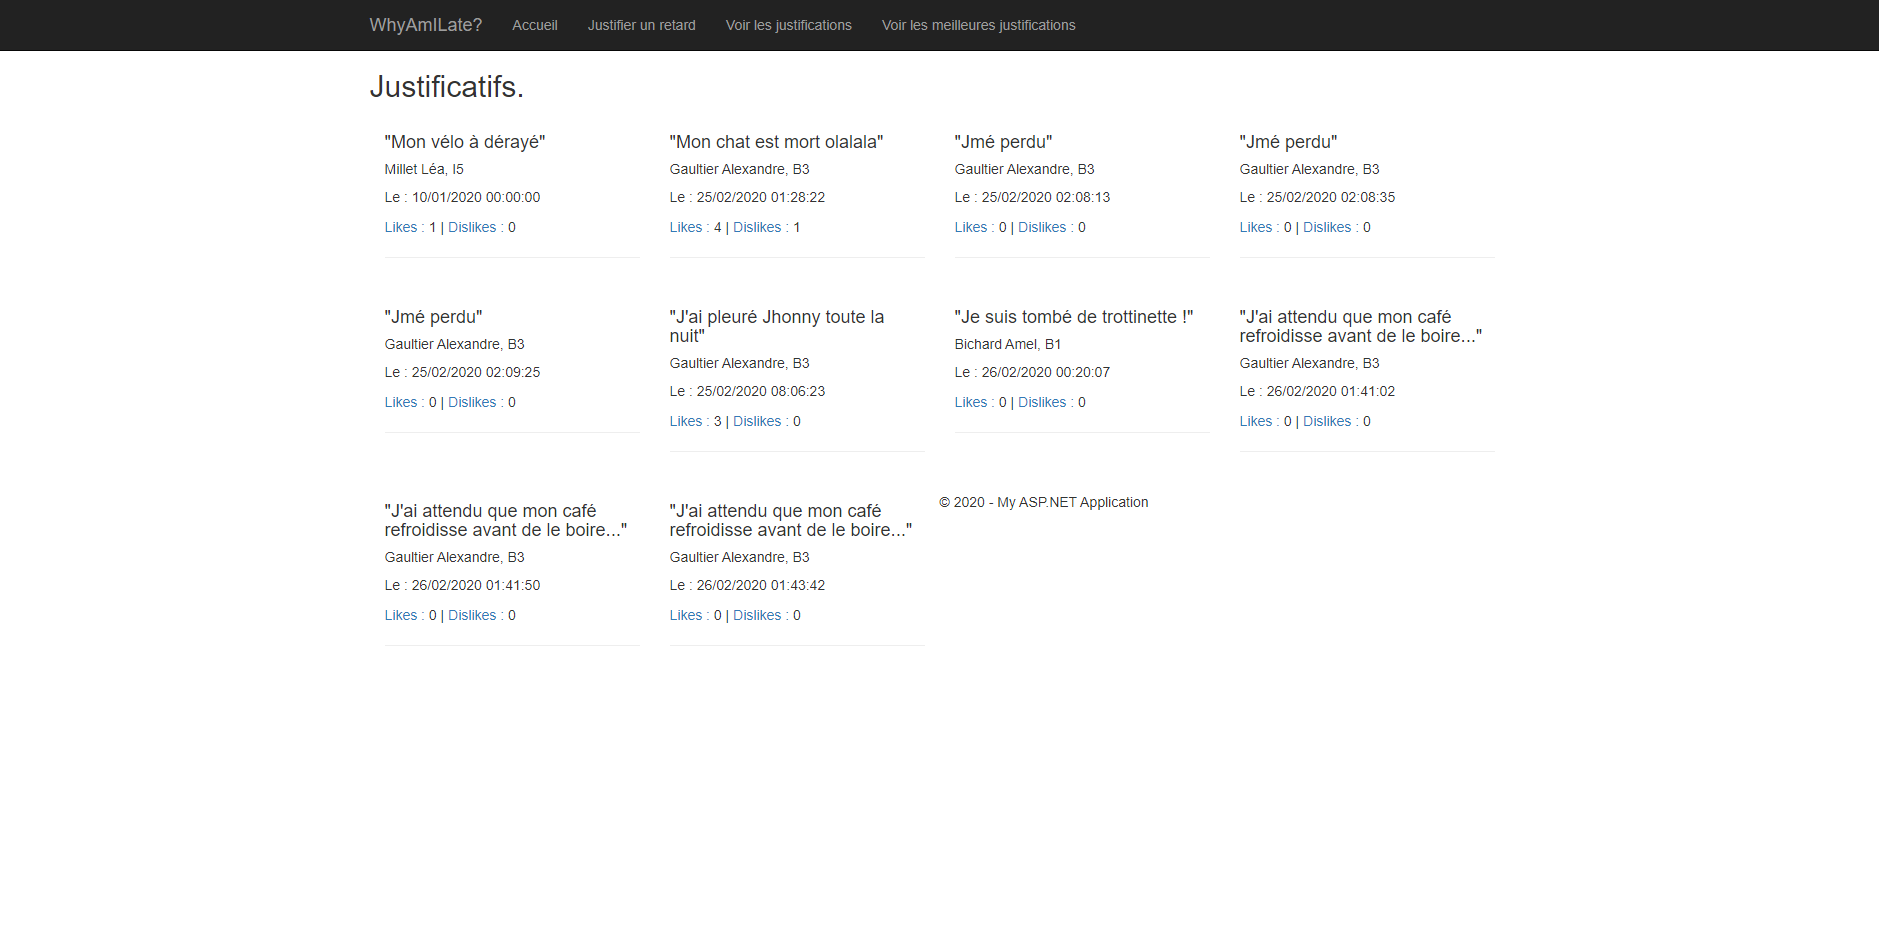 WhyAmILate? Accueil Justifier un retard Voir les justifications Voir les meilleures justifications
Justificatifs.
"Mon vélo à dérayé"
Millet Léa, I5
Le : 10/01/2020 00:00:00
Likes : 1 | Dislikes : 0
"Mon chat est mort olalala"
Gaultier Alexandre, B3
Le : 25/02/2020 01:28:22
Likes : 4 | Dislikes : 1
"Jmé perdu"
Gaultier Alexandre, B3
Le : 25/02/2020 02:08:13
Likes : 0 | Dislikes : 0
"Jmé perdu"
Gaultier Alexandre, B3
Le : 25/02/2020 02:08:35
Likes : 0 | Dislikes : 0
"Jmé perdu"
Gaultier Alexandre, B3
Le : 25/02/2020 02:09:25
Likes : 0 | Dislikes : 0
"J'ai pleuré Jhonny toute la
nuit"
Gaultier Alexandre, B3
Le : 25/02/2020 08:06:23
Likes : 3 | Dislikes : 0
"Je suis tombé de trottinette !"
Bichard Amel, B1
Le : 26/02/2020 00:20:07
Likes : 0 | Dislikes : 0
"J'ai attendu que mon café
refroidisse avant de le boire..."
Gaultier Alexandre, B3
Le : 26/02/2020 01:41:02
Likes : 0 | Dislikes : 0
"J'ai attendu que mon café
refroidisse avant de le boire..."
Gaultier Alexandre, B3
Le : 26/02/2020 01:41:50
Likes : 0 | Dislikes : 0
"J'ai attendu que mon café
refroidisse avant de le boire..."
Gaultier Alexandre, B3
Le : 26/02/2020 01:43:42
Likes : 0 | Dislikes : 0
© 2020 - My ASP.NET Application